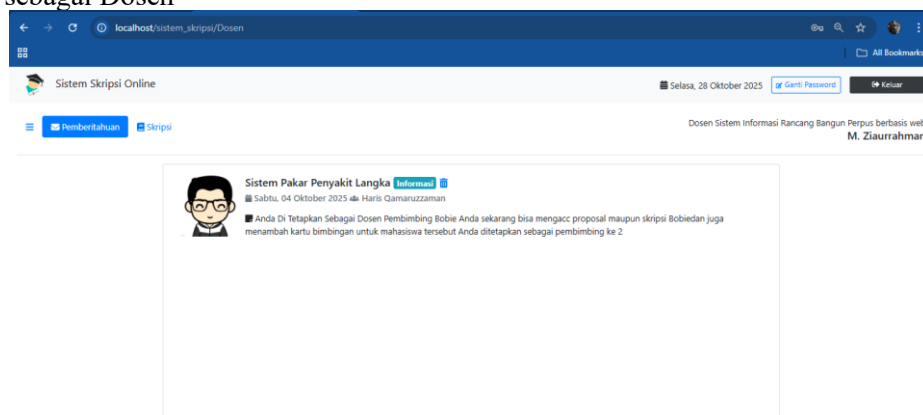 sebagai Dosen
localhost/sistem_skripsi/Dosen
All Bookmarks
Sistem Skripsi Online
Selasa, 28 Oktober 2025 Ganti Password Keluar
Pemberitahuan Skripsi
Dosen Sistem Informasi Rancang Bangun Perpus berbasis web
M. Ziaurrahman
Sistem Pakar Penyakit Langka Informasi
Sabtu, 04 Oktober 2025 Haris Qamaruzzaman
Anda Di Tetapkan Sebagai Dosen Pembimbing Bobie Anda sekarang bisa mengacc proposal maupun skripsi Bobiedan juga
menambah kartu bimbingan untuk mahasiswa tersebut Anda ditetapkan sebagai pembimbing ke 2